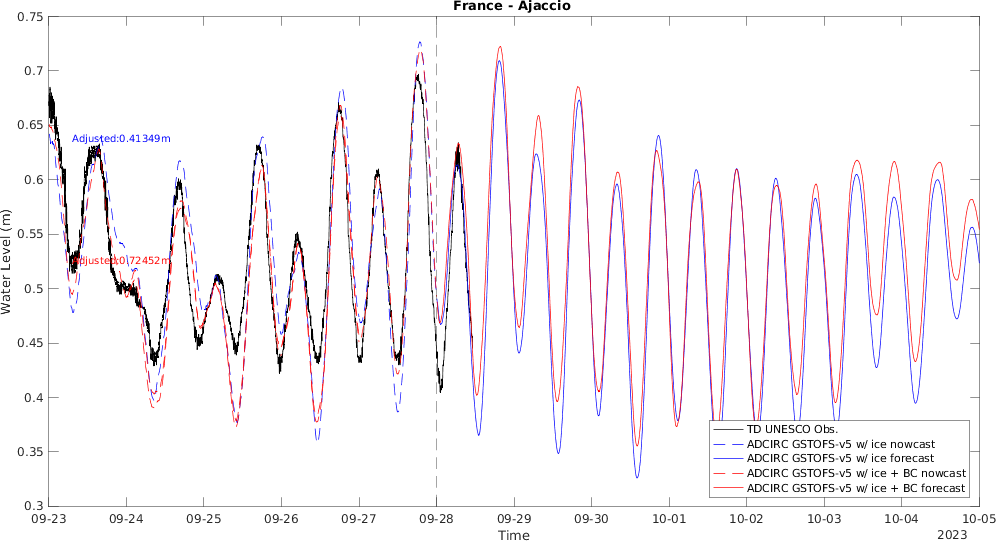 France - Ajaccio
0.75
0.7
0.65
0.6
0.55
0.5
0.45
0.4
0.35
0.3
Water Level (m)
Adjusted:0.41349m
Adjusted:0.72452m
TD UNESCO Obs.
ADCIRC GSTOFS-v5 w/ ice nowcast
ADCIRC GSTOFS-v5 w/ ice forecast
ADCIRC GSTOFS-v5 w/ ice + BC nowcast
ADCIRC GSTOFS-v5 w/ ice + BC forecast
09-23 09-24 09-25 09-26 09-27 09-28 09-29 09-30 10-01 10-02 10-03 10-04 10-05
Time
2023